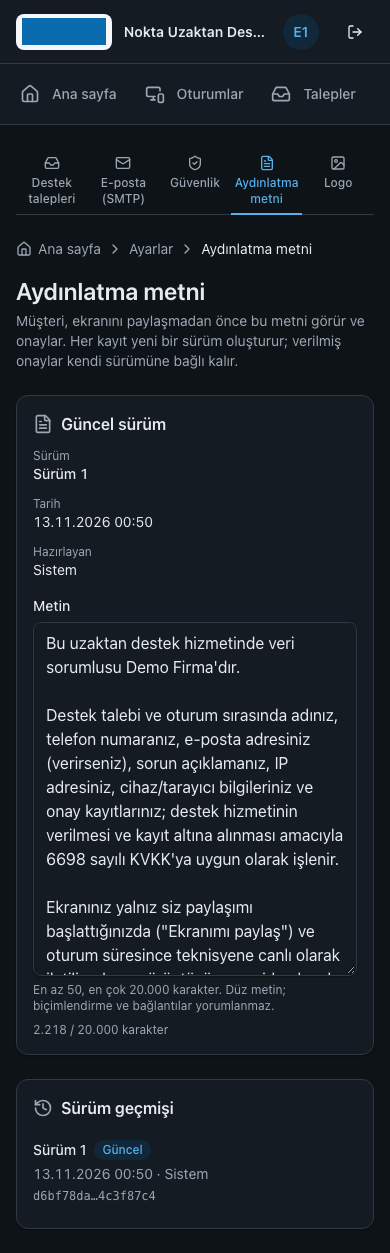 Nokta Uzaktan Des...
E1
Ana sayfa
Oturumlar
Talepler
Destek talepleri
E-posta (SMTP)
Güvenlik
Aydınlatma metni
Logo
Ana sayfa > Ayarlar > Aydınlatma metni
Aydınlatma metni
Müşteri, ekranını paylaşmadan önce bu metni görür ve
onaylar. Her kayıt yeni bir sürüm oluşturur; verilmiş
onaylar kendi sürümüne bağlı kalır.
Güncel sürüm
Sürüm
Sürüm 1
Tarih
13.11.2026 00:50
Hazırlayan
Sistem
Metin
Bu uzaktan destek hizmetinde veri
sorumlusu Demo Firma'dır.
Destek talebi ve oturum sırasında adınız,
telefon numaranız, e-posta adresiniz
(verirseniz), sorun açıklamanız, IP
adresiniz, cihaz/tarayıcı bilgileriniz ve
onay kayıtlarınız; destek hizmetinin
verilmesi ve kayıt altına alınması amacıyla
6698 sayılı KVKK'ya uygun olarak işlenir.
Ekranınız yalnız siz paylaşımı
başlattığınızda ("Ekranımı paylaş") ve
oturum süresince teknisyene canlı olarak
En az 50, en çok 20.000 karakter. Düz metin;
biçimlendirme ve bağlantılar yorumlanmaz.
2.218 / 20.000 karakter
Sürüm geçmişi
Sürüm 1 Güncel
13.11.2026 00:50 · Sistem
d6bf78da…4c3f87c4